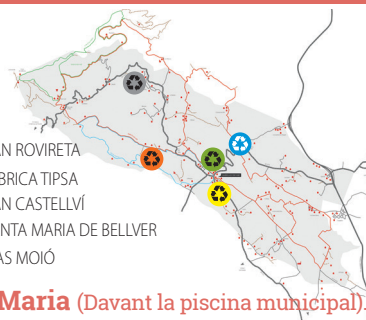 AN ROVIRETA
BRICA TIPSA
AN CASTELLVÍ
NTA MARIA DE BELLVER
AS MOIÓ
Maria (Davant la piscina municipal).